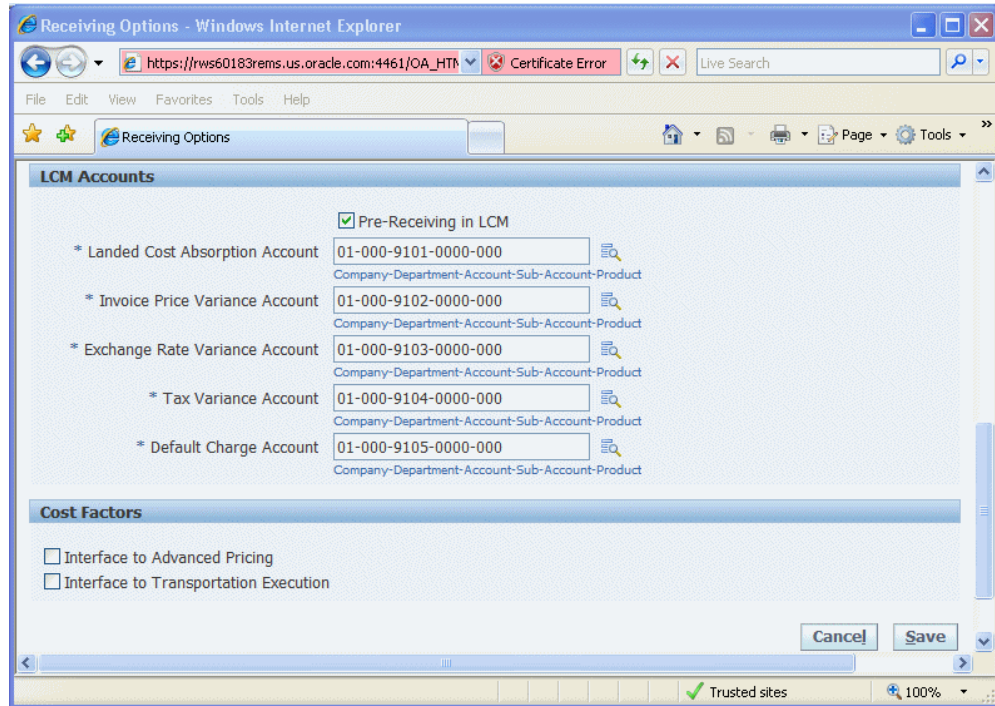 Receiving Options - Windows Internet Explorer
https://rws60183rems.us.oracle.com:4461/OA_HTM Certificate Error Live Search
File Edit View Favorites Tools Help
Receiving Options Page Tools »
LCM Accounts
Pre-Receiving in LCM
* Landed Cost Absorption Account 01-000-9101-0000-000
Company-Department-Account-Sub-Account-Product
* Invoice Price Variance Account 01-000-9102-0000-000
Company-Department-Account-Sub-Account-Product
* Exchange Rate Variance Account 01-000-9103-0000-000
Company-Department-Account-Sub-Account-Product
* Tax Variance Account 01-000-9104-0000-000
Company-Department-Account-Sub-Account-Product
* Default Charge Account 01-000-9105-0000-000
Company-Department-Account-Sub-Account-Product
Cost Factors
Interface to Advanced Pricing
Interface to Transportation Execution
Cancel Save
Trusted sites 100%